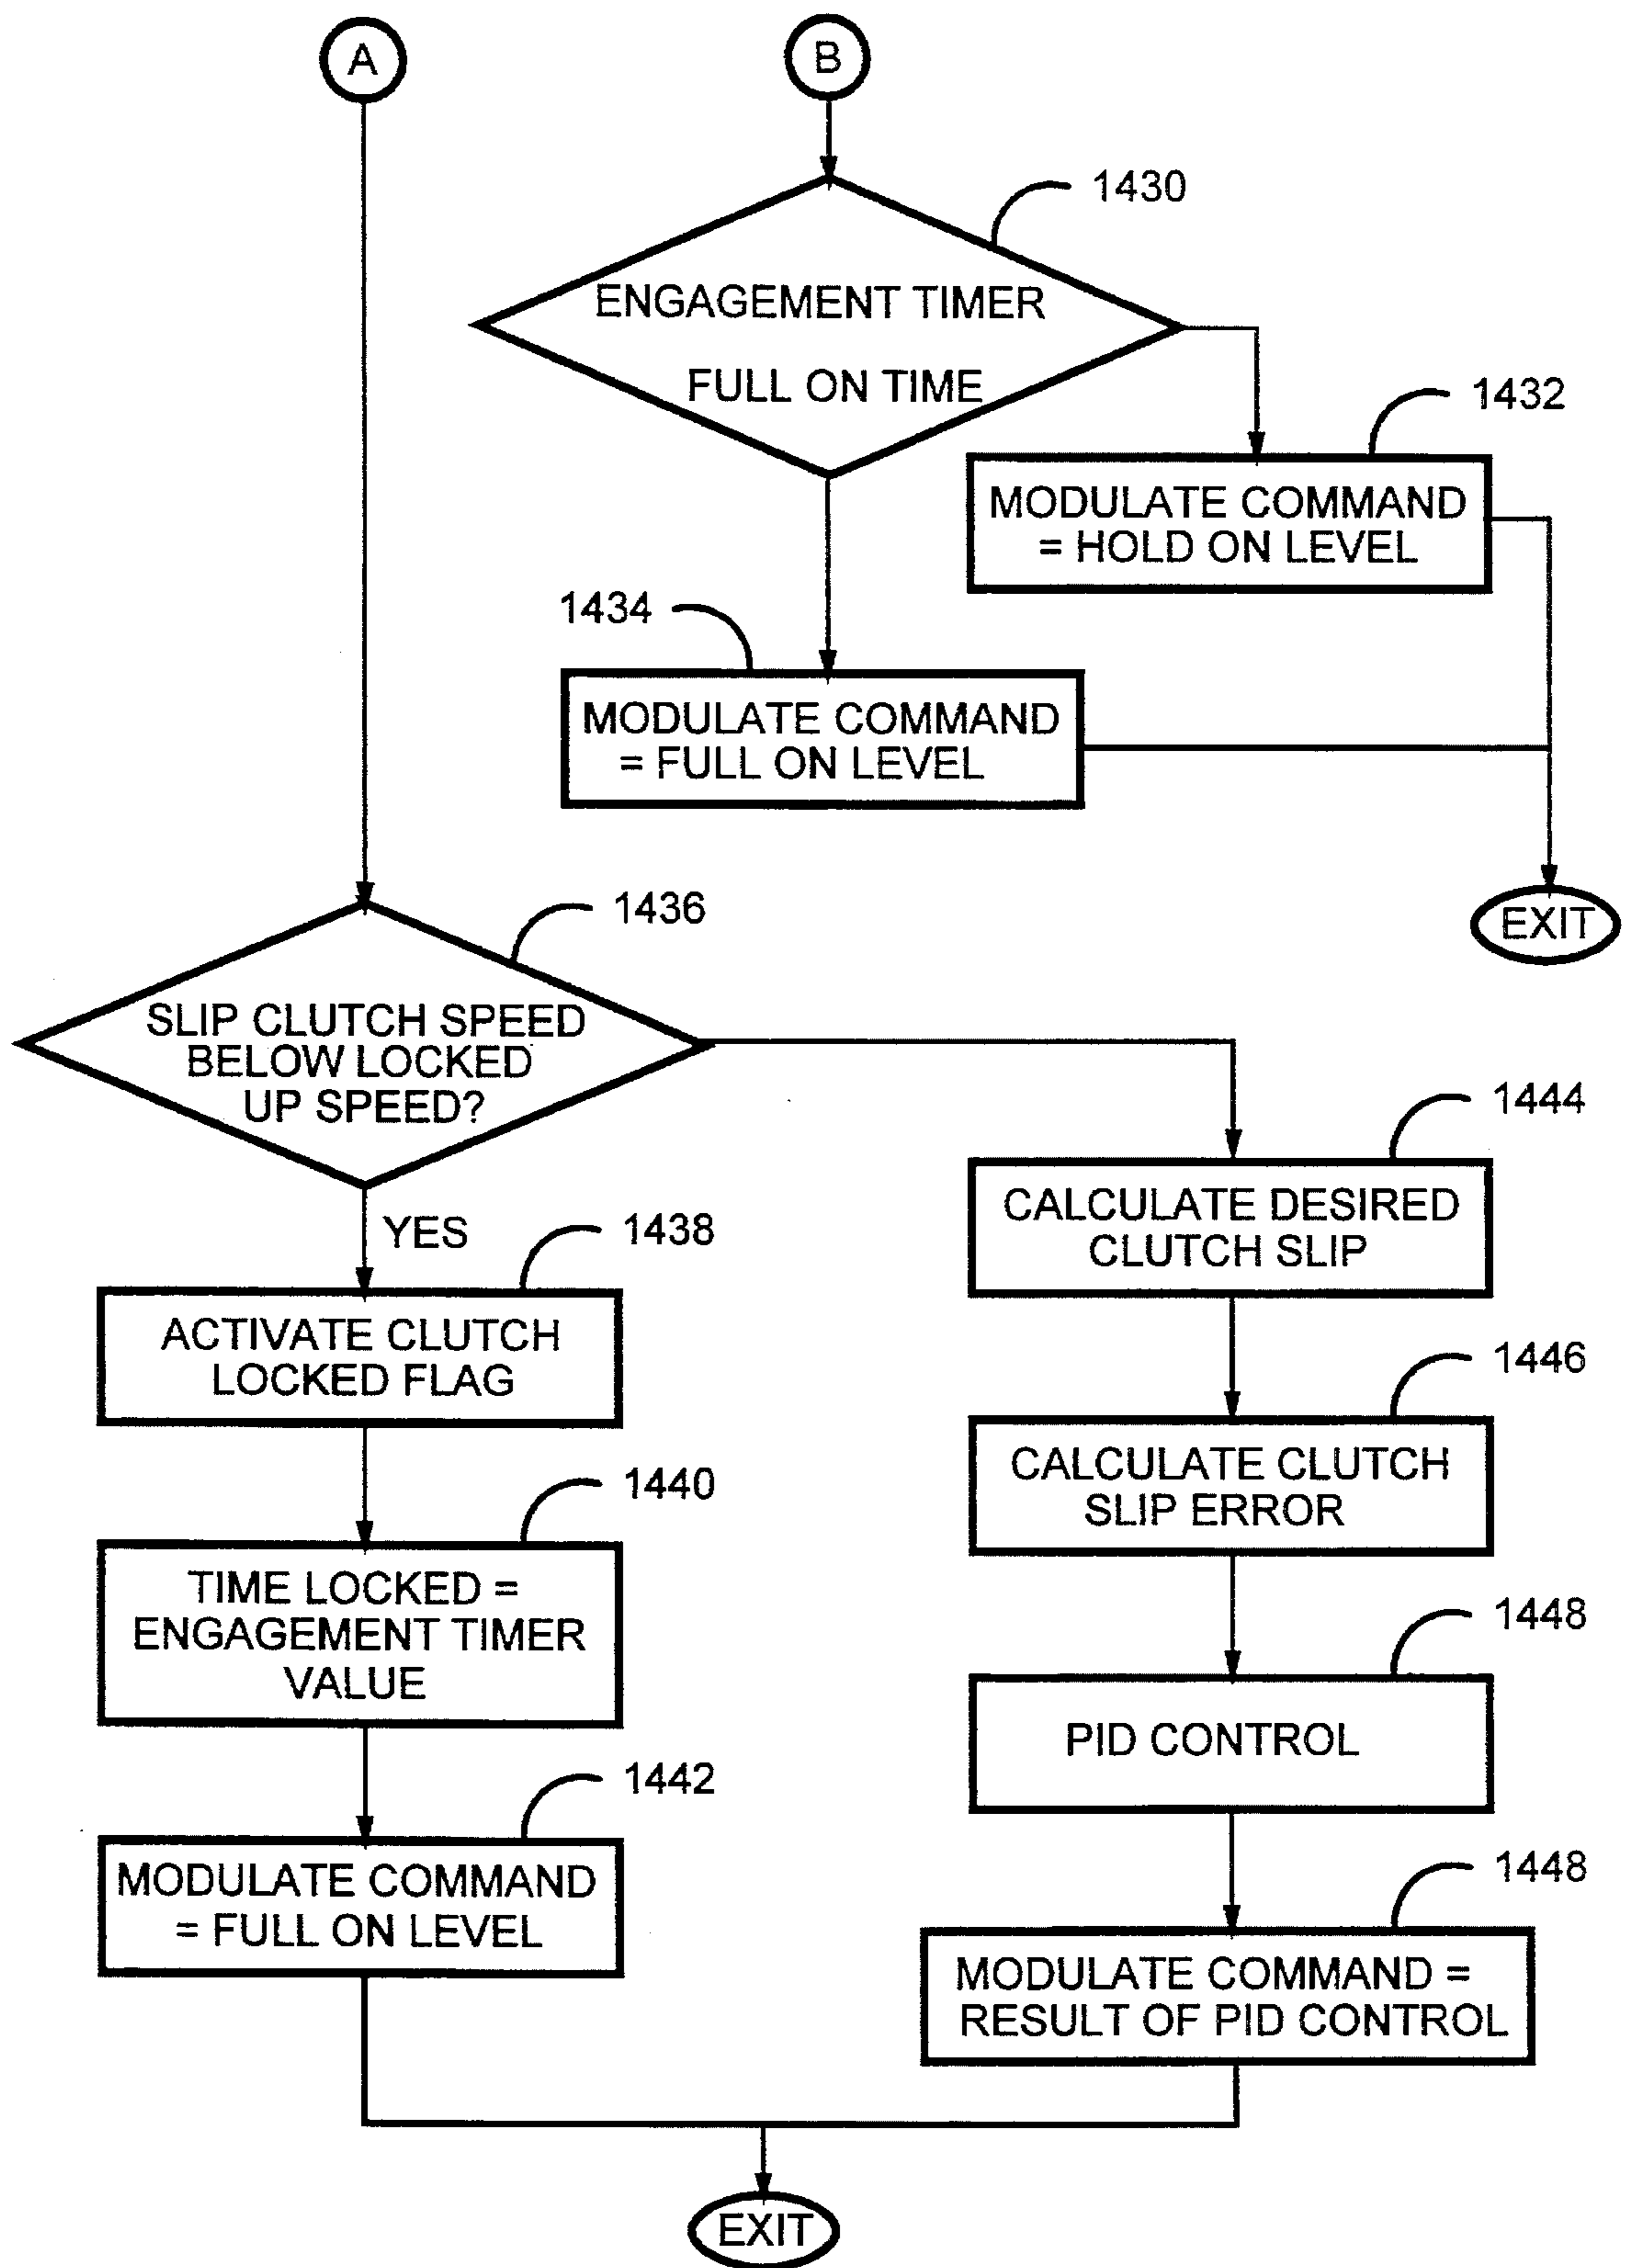 A
B
1430
ENGAGEMENT TIMER
FULL ON TIME
1432
MODULATE COMMAND
= HOLD ON LEVEL
1434
MODULATE COMMAND
= FULL ON LEVEL
EXIT
1436
SLIP CLUTCH SPEED
BELOW LOCKED
UP SPEED?
YES
1438
ACTIVATE CLUTCH
LOCKED FLAG
1440
TIME LOCKED =
ENGAGEMENT TIMER
VALUE
1442
MODULATE COMMAND
= FULL ON LEVEL
1444
CALCULATE DESIRED
CLUTCH SLIP
1446
CALCULATE CLUTCH
SLIP ERROR
1448
PID CONTROL
1448
MODULATE COMMAND =
RESULT OF PID CONTROL
EXIT